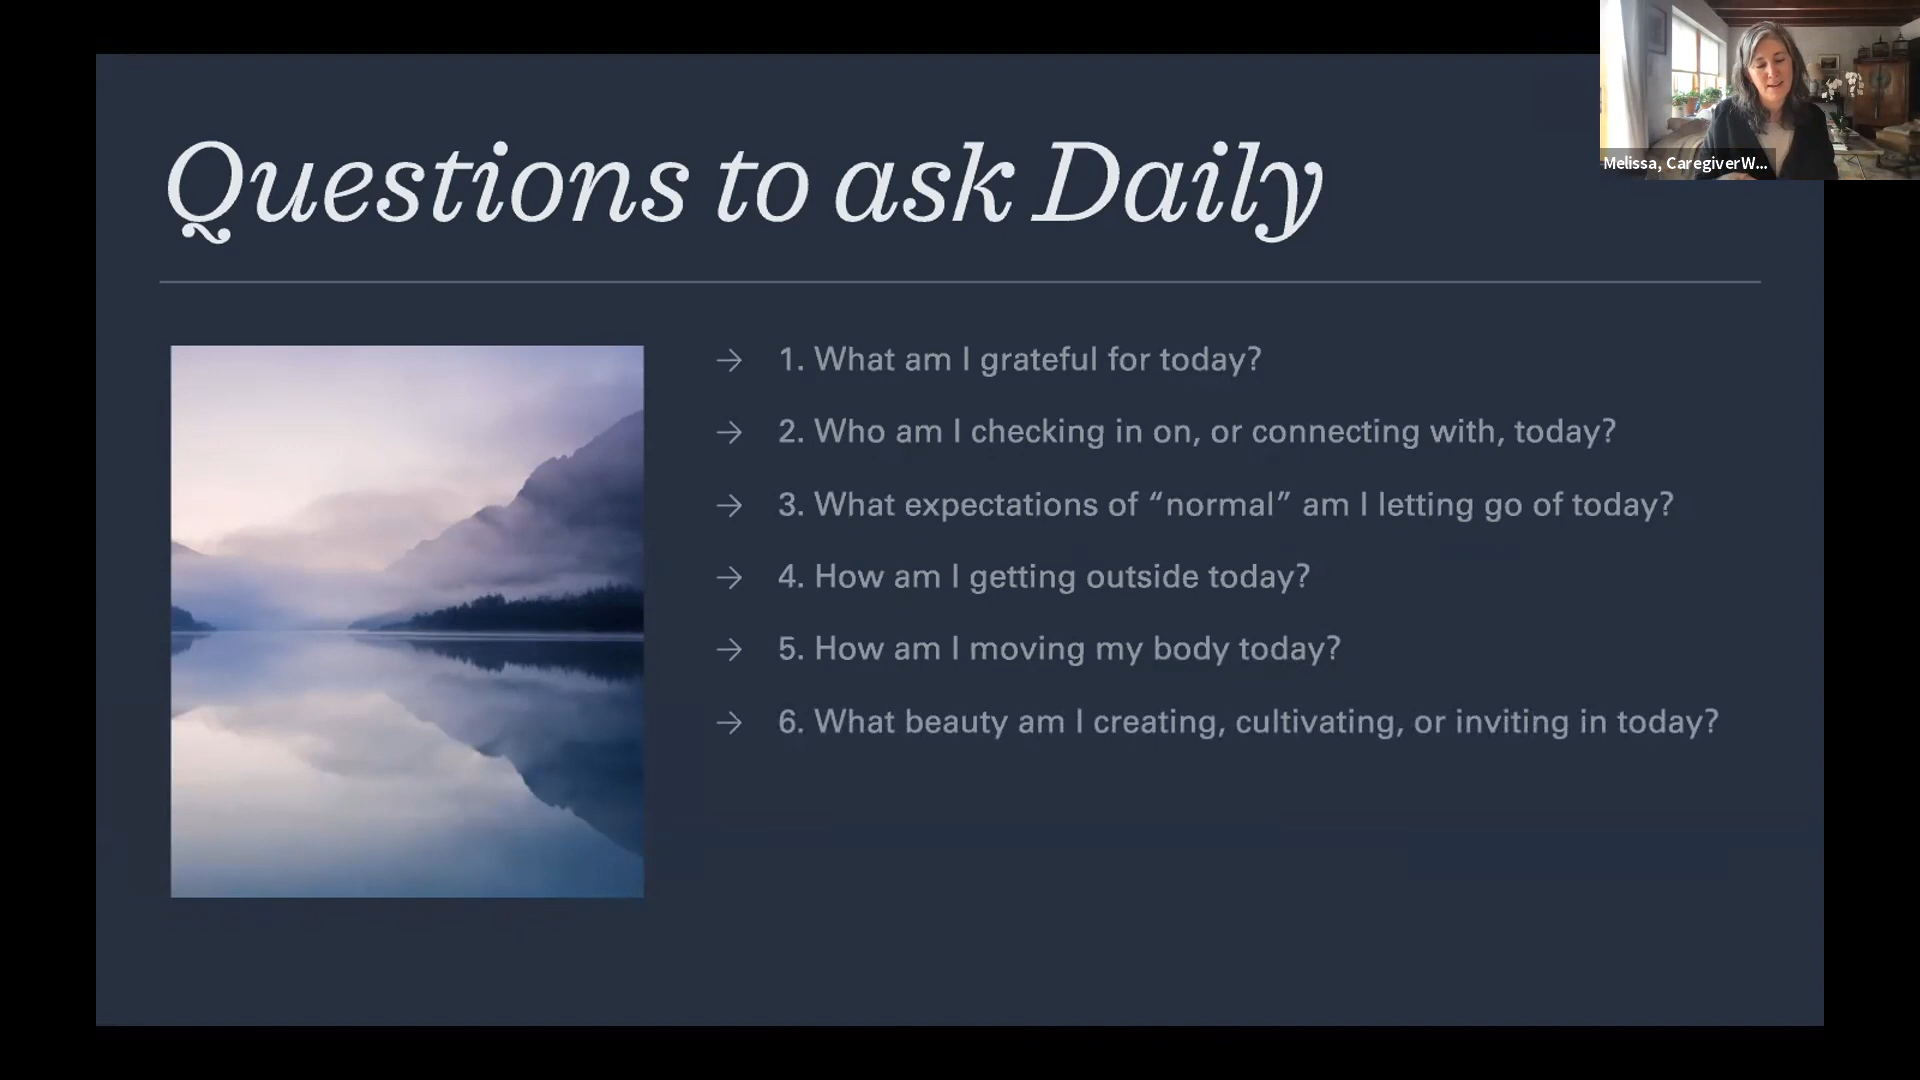 Questions to ask Daily
→ 1. What am I grateful for today?
→ 2. Who am I checking in on, or connecting with, today?
→ 3. What expectations of “normal” am I letting go of today?
→ 4. How am I getting outside today?
→ 5. How am I moving my body today?
→ 6. What beauty am I creating, cultivating, or inviting in today?
Melissa, CaregiverW...